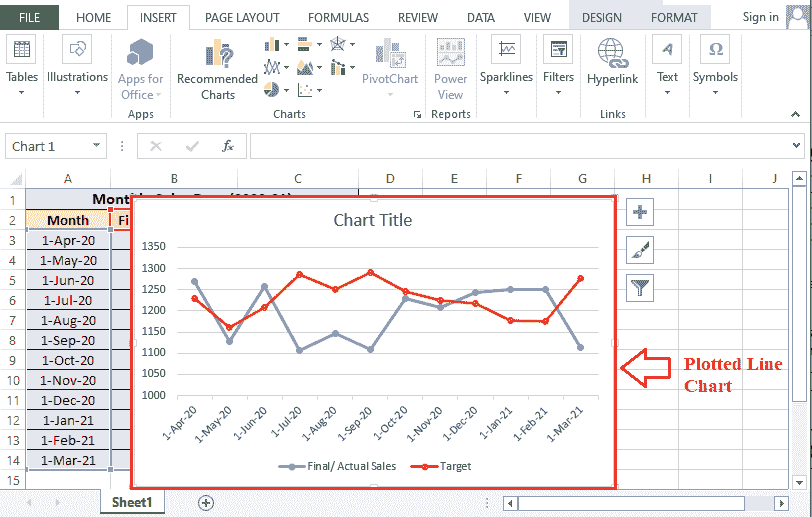 FILE HOME INSERT PAGE LAYOUT FORMULAS REVIEW DATA VIEW DESIGN FORMAT Sign in
Tables Illustrations Apps for Office Recommended Charts PivotChart Power View Sparklines Filters Hyperlink Text Symbols
Apps Charts Reports Links
Chart 1 fx
A B C D E F G H I J
1
2 Month
3 1-Apr-20
4 1-May-20
5 1-Jun-20
6 1-Jul-20
7 1-Aug-20
8 1-Sep-20
9 1-Oct-20
10 1-Nov-20
11 1-Dec-20
12 1-Jan-21
13 1-Feb-21
14 1-Mar-21
15
Chart Title
1350
1300
1250
1200
1150
1100
1050
1000
1-Apr-20 1-May-20 1-Jun-20 1-Jul-20 1-Aug-20 1-Sep-20 1-Oct-20 1-Nov-20 1-Dec-20 1-Jan-21 1-Feb-21 1-Mar-21
Final/ Actual Sales Target
Plotted Line
Chart
Sheet1